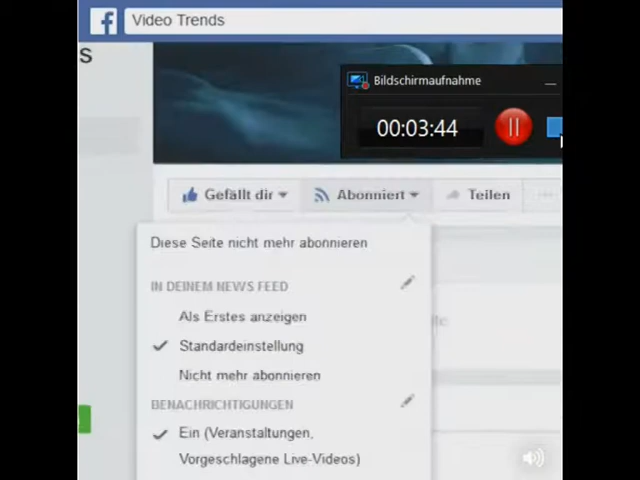 Video Trends
S
Bildschirmaufnahme
00:03:44
Gefällt dir
Abonniert
Teilen
Diese Seite nicht mehr abonnieren
IN DEINEM NEWS FEED
Als Erstes anzeigen
Standardeinstellung
Nicht mehr abonnieren
BENACHRICHTIGUNGEN
Ein (Veranstaltungen,
Vorgeschlagene Live-Videos)